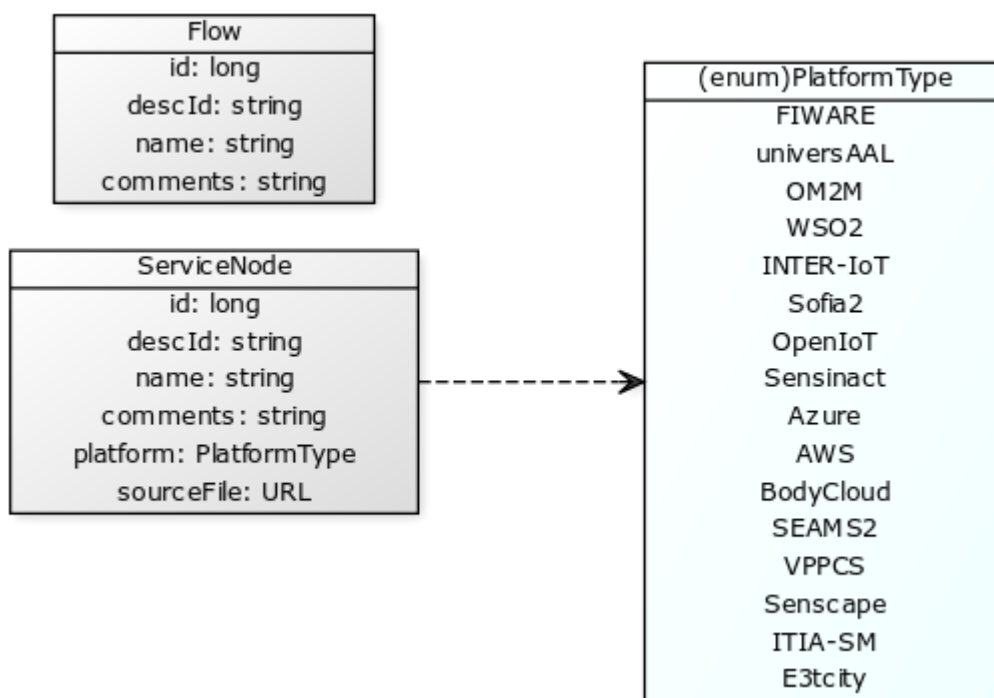 Flow
id: long
descId: string
name: string
comments: string
ServiceNode
id: long
descId: string
name: string
comments: string
platform: PlatformType
sourceFile: URL
(enum)PlatformType
FIWARE
universAAL
OM2M
WSO2
INTER-IoT
Sofia2
OpenIoT
Sensinact
Azure
AWS
BodyCloud
SEAMS2
VPPCS
Senscape
ITIA-SM
E3tcity